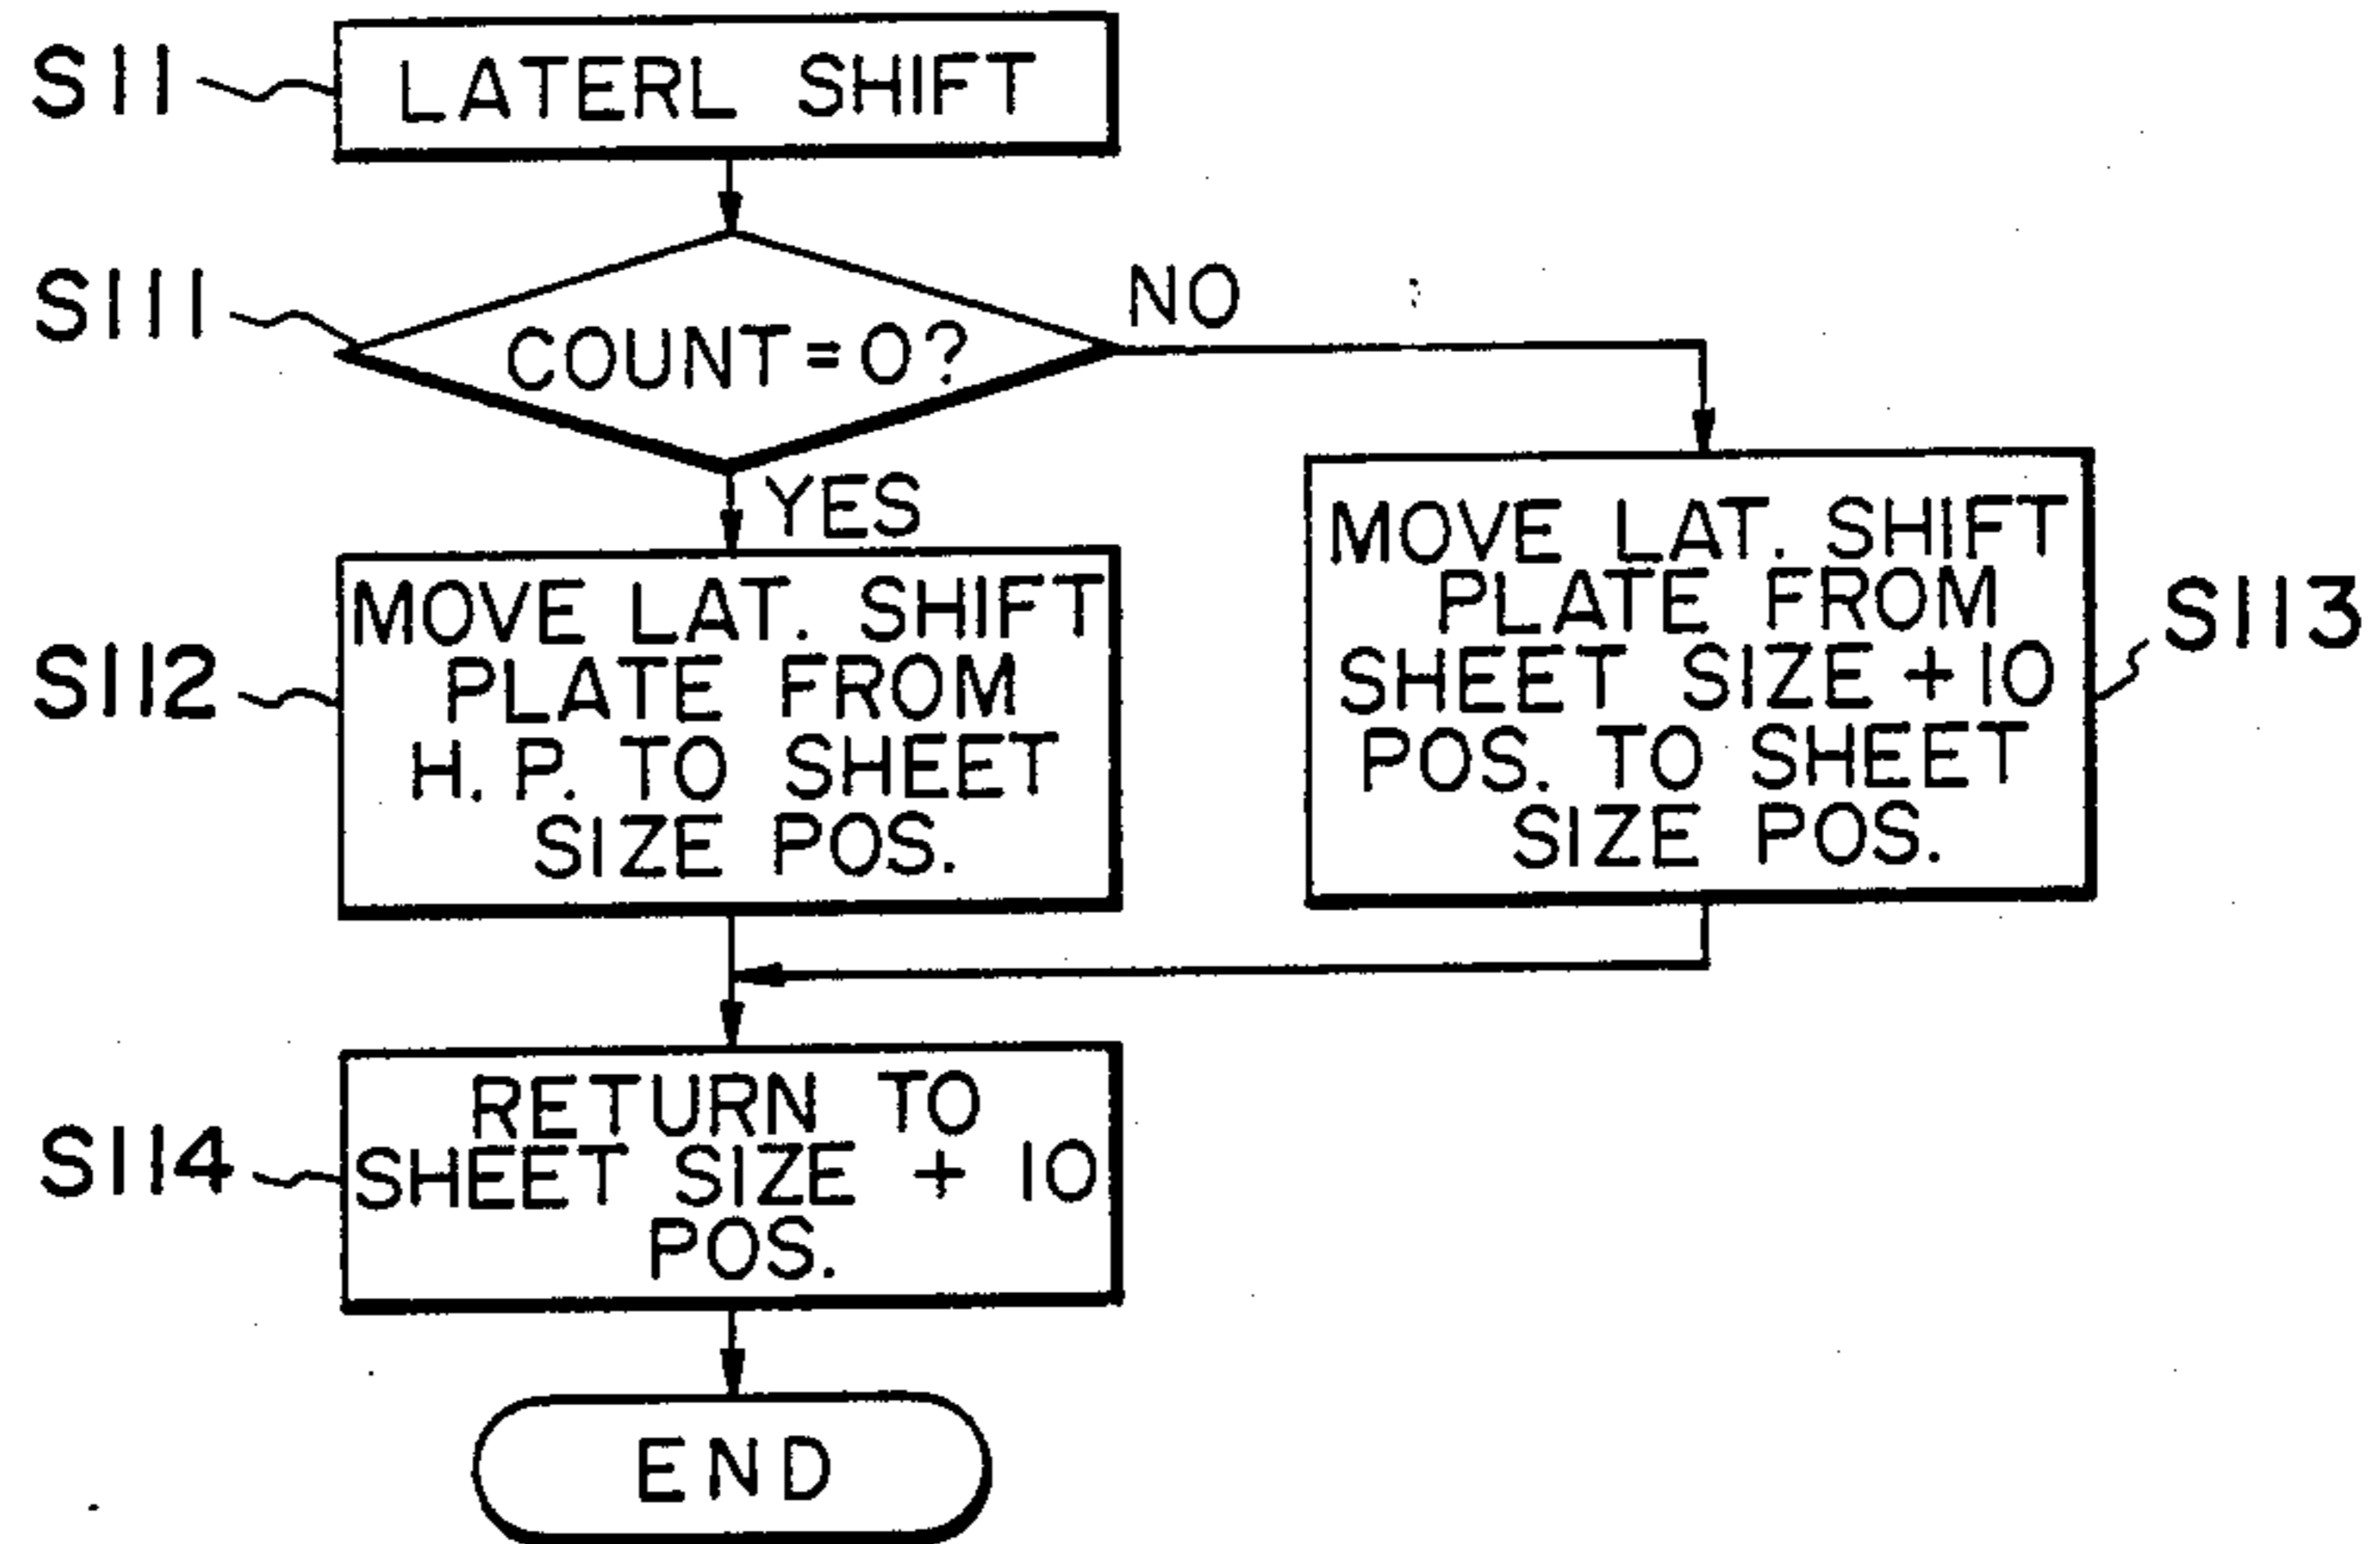 S11
LATERL SHIFT
S111
COUNT=0?
NO
YES
S112
MOVE LAT. SHIFT
PLATE FROM
H.P. TO SHEET
SIZE POS.
MOVE LAT. SHIFT
PLATE FROM
SHEET SIZE +10
POS. TO SHEET
SIZE POS.
S113
S114
RETURN TO
SHEET SIZE + 10
POS.
END